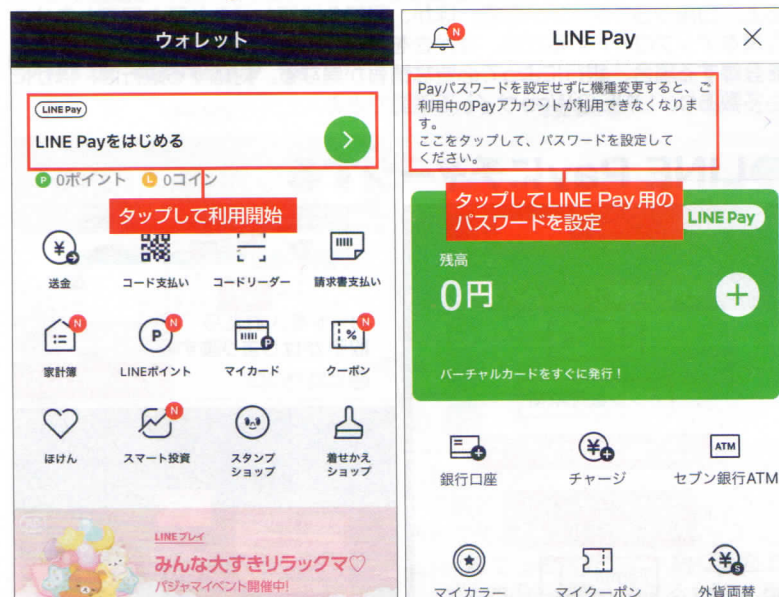 ウォレット
LINE Pay
LINE Payをはじめる
P 0ポイント L 0コイン
タップして利用開始
送金
コード支払い
コードリーダー
請求書支払い
N
家計簿
P N
LINEポイント
P
マイカード
% N
クーポン
ほけん
N
スマート投資
スタンプ
ショップ
着せかえ
ショップ
LINEプレイ
みんな大すきリラックマ♡
パジャマイベント開催中!
N
LINE Pay
Payパスワードを設定せずに機種変更すると、ご
利用中のPayアカウントが利用できなくなりま
す。
ここをタップして、パスワードを設定して
ください。
タップしてLINE Pay 用の
パスワードを設定
LINE Pay
残高
0円
バーチャルカードをすぐに発行!
銀行口座
チャージ
ATM
セブン銀行ATM
マイカラー
マイクーポン
外貨両替